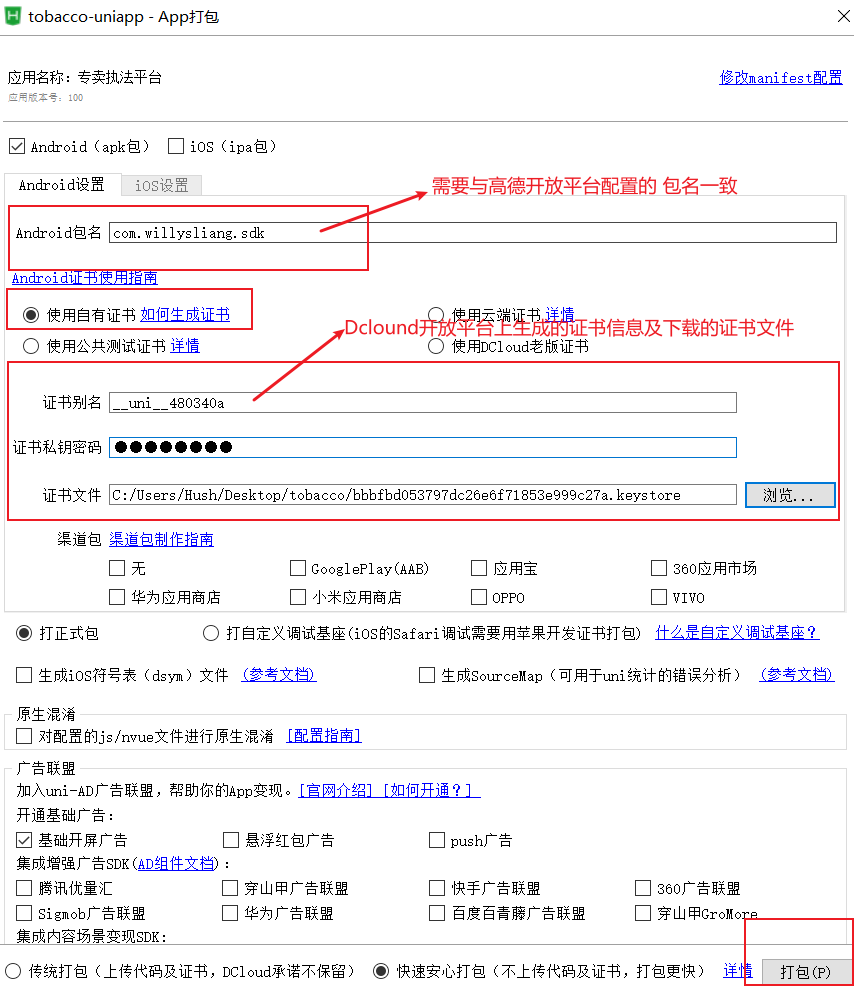 tobacco-uniapp - App打包
应用名称：专卖执法平台
修改manifest配置
应用版本号：100
Android（apk包）
iOS（ipa包）
Android设置
iOS设置
需要与高德开放平台配置的 包名一致
Android包名
com.willysliang.sdk
Android证书使用指南
使用自有证书 如何生成证书
使用云端证书 详情
Dclound开放平台上生成的证书信息及下载的证书文件
使用公共测试证书 详情
使用DCloud老版证书
证书别名
__uni__480340a
证书私钥密码
●●●●●●●●
证书文件
C:/Users/Hush/Desktop/tobacco/bbbfbd053797dc26e6f71853e999c27a.keystore
浏览...
渠道包 渠道包制作指南
无
GooglePlay(AAB)
应用宝
360应用市场
华为应用商店
小米应用商店
OPPO
VIVO
打正式包
打自定义调试基座(iOS的Safari调试需要用苹果开发证书打包)
什么是自定义调试基座？
生成iOS符号表（dsym）文件 (参考文档)
生成SourceMap（可用于uni统计的错误分析） (参考文档)
原生混淆
对配置的js/nvue文件进行原生混淆 [配置指南]
广告联盟
加入uni-AD广告联盟，帮助你的App变现。[官网介绍] [如何开通？]
开通基础广告：
基础开屏广告
悬浮红包广告
push广告
集成增强广告SDK(AD组件文档)：
腾讯优量汇
穿山甲广告联盟
快手广告联盟
360广告联盟
Sigmob广告联盟
华为广告联盟
百度百青藤广告联盟
穿山甲GroMore
集成内容场景变现SDK：
传统打包（上传代码及证书，DCloud承诺不保留）
快速安心打包（不上传代码及证书，打包更快）
详情
打包(P)